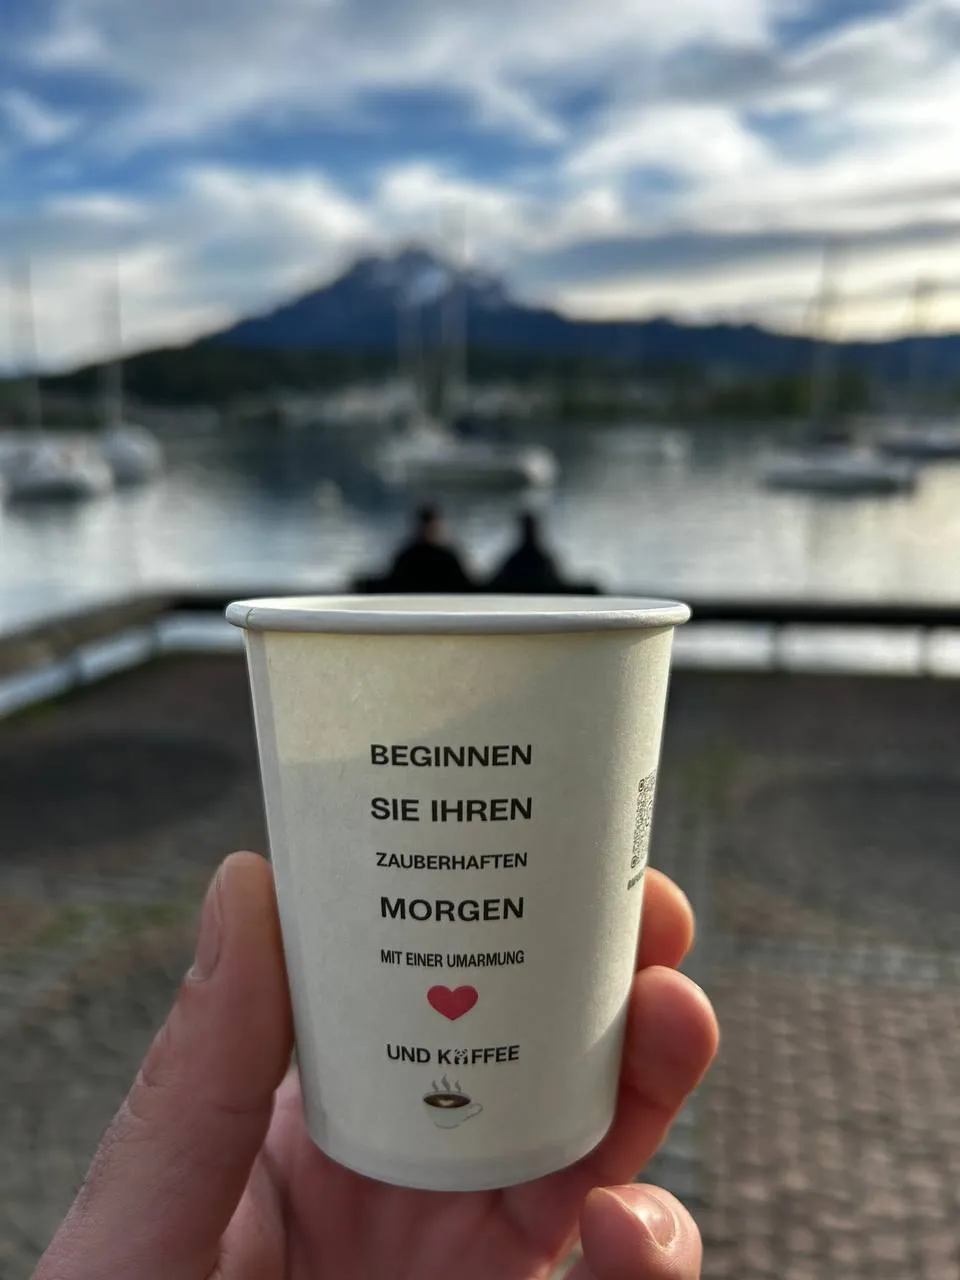 BEGINNEN
SIE IHREN
ZAUBERHAFTEN
MORGEN
MIT EINER UMARMUNG
UND KAFFEE